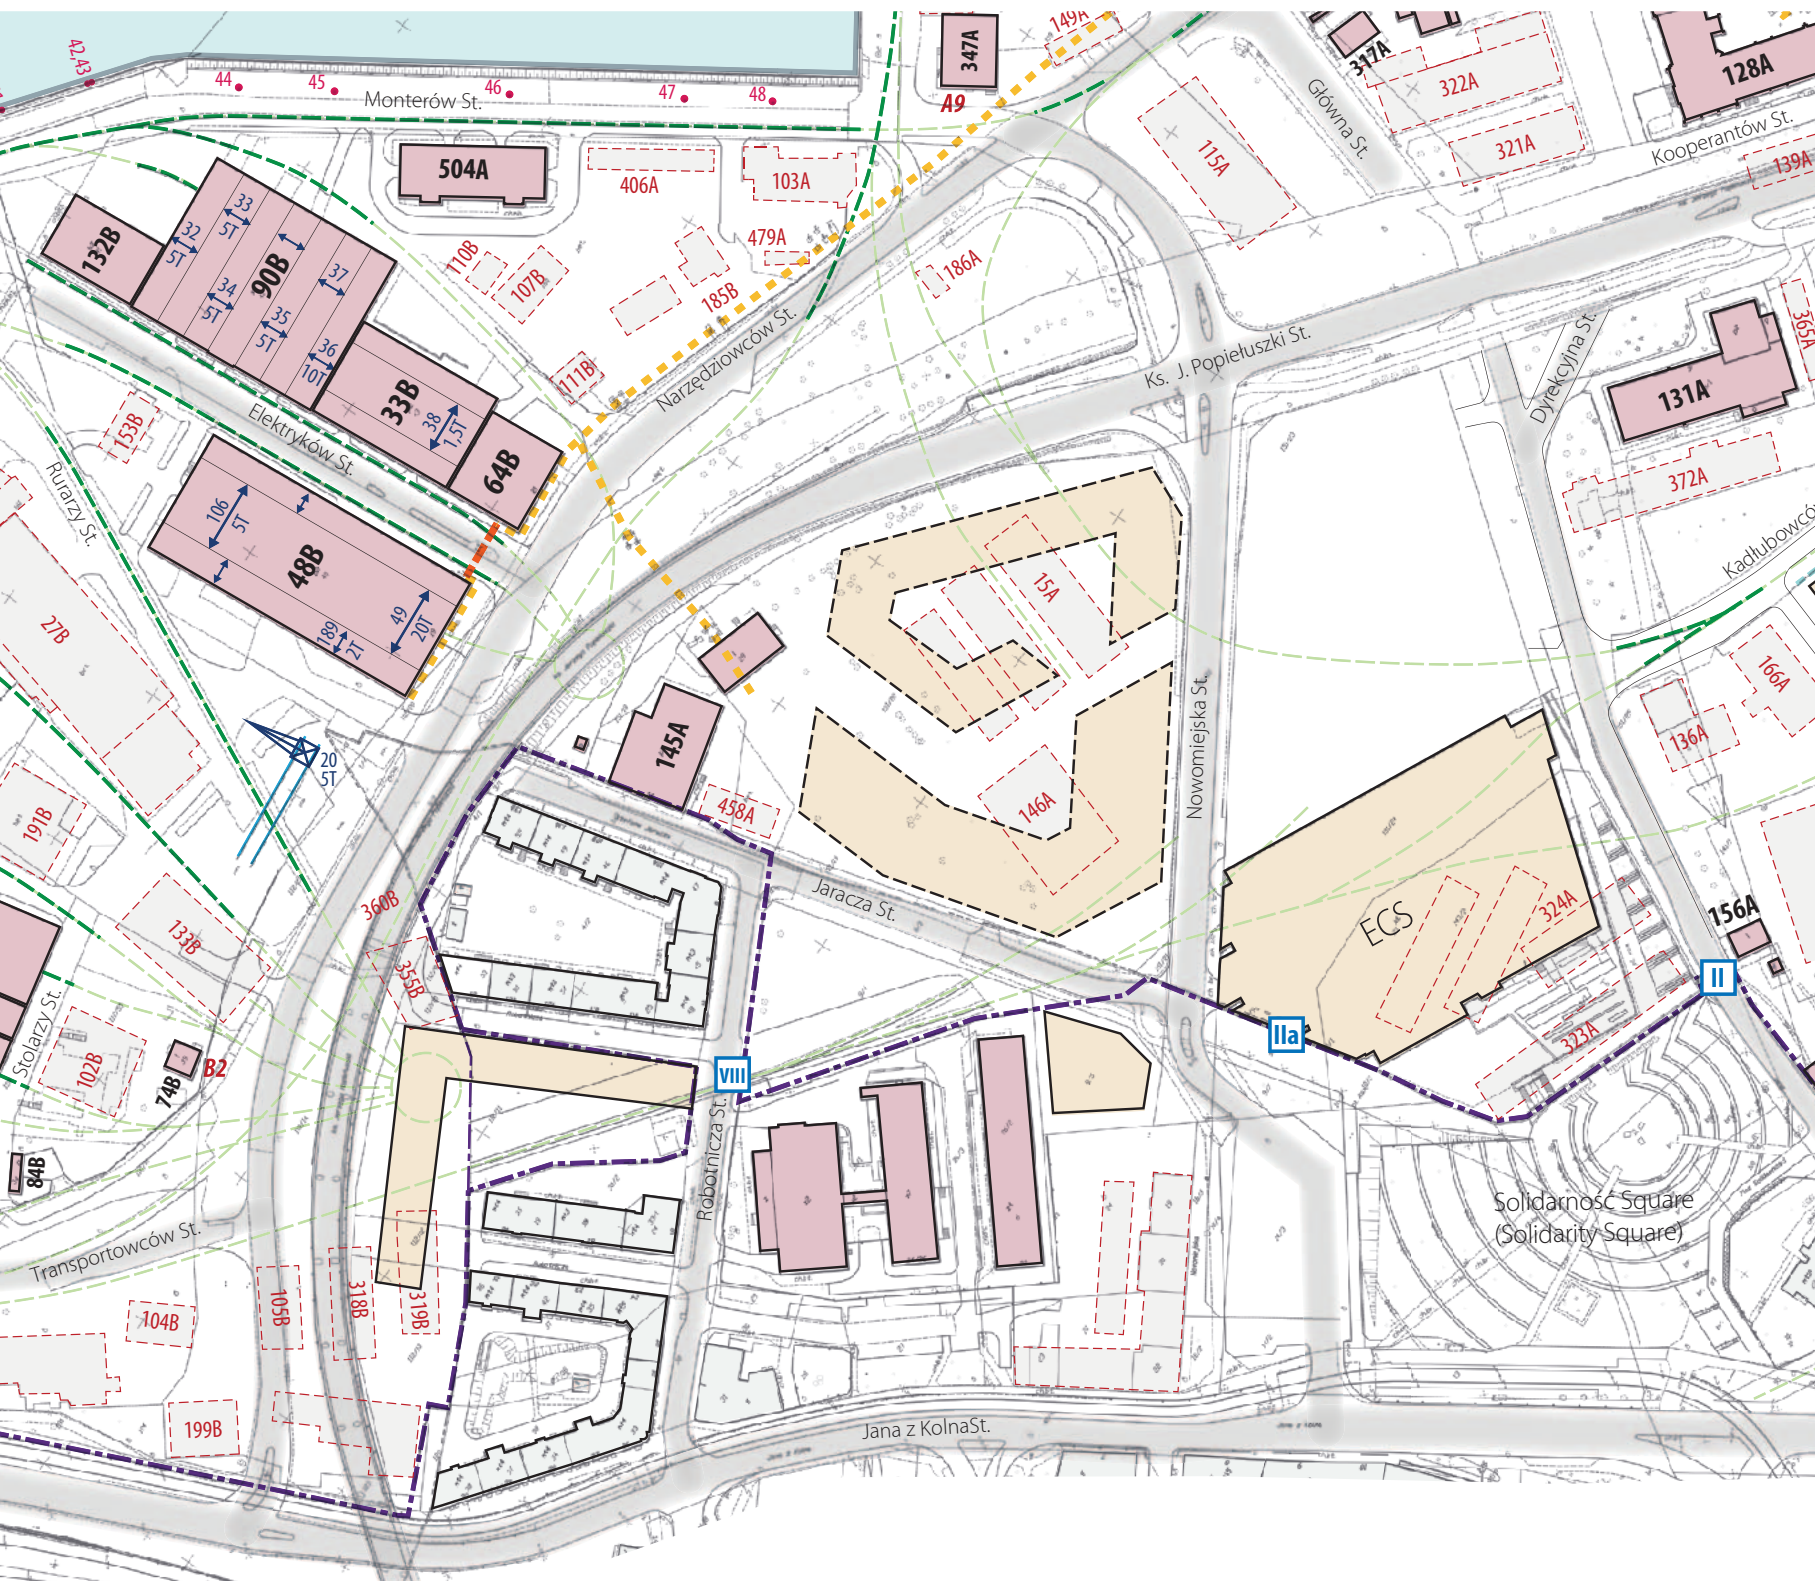 42,43
44
45
46
47
48
Monterów St.
347A
A9
149A
317A
322A
128A
Główna St.
321A
Kooperantów St.
139A
115A
504A
406A
103A
132B
33
5T
32
5T
90B
37
34
5T
35
5T
36
10T
110B
107B
185B
479A
186A
33B
38
1,5T
64B
111B
Narzędziowców St.
Ks. J. Popiełuszki St.
Dyrekcyjna St.
131A
365A
372A
153B
Elektryków St.
Rurarzy St.
106
5T
48B
49
20T
189
2T
27B
15A
Kadłubowców
166A
136A
145A
20
5T
458A
146A
Nowomiejska St.
191B
360B
133B
355B
Jaracza St.
ECS
324A
156A
II
IIa
323A
Stolarzy St.
102B
74B
B2
VIII
84B
Robotnicza St.
Transportowców St.
Solidarność Square
(Solidarity Square)
104B
105B
318B
319B
199B
Jana z KolnaSt.